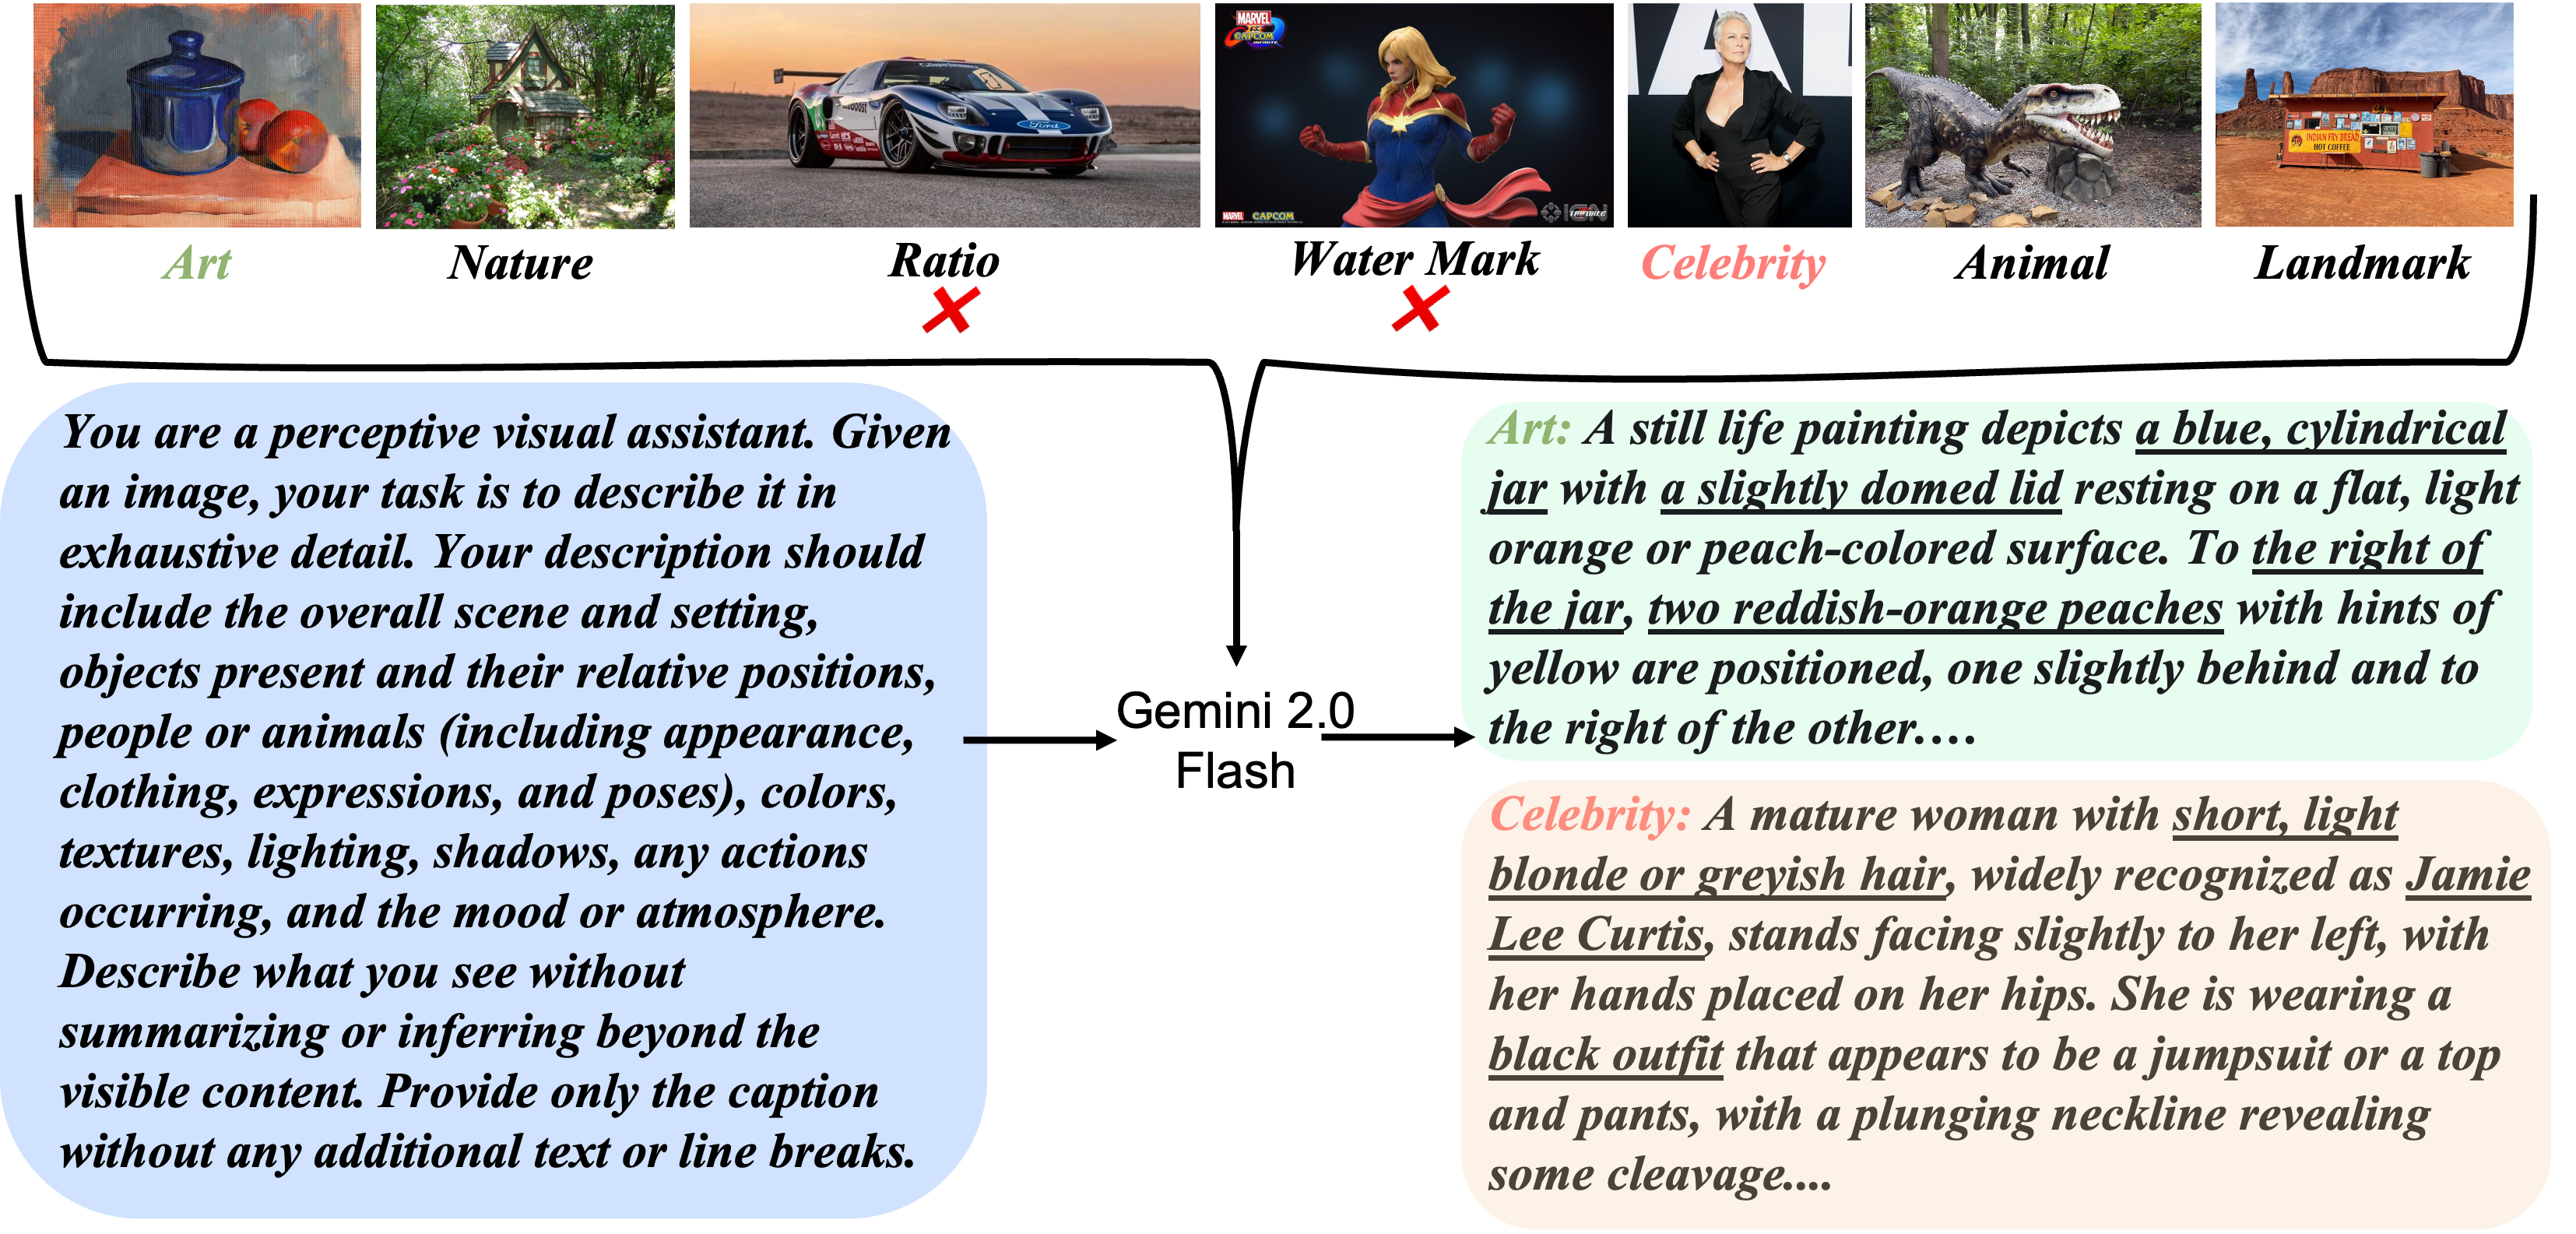 MARVEL
CAPCOM
INFINITE
Ford
MARVEL CAPCOM
IGN
A
INDIAN FRY BREAD
HOT COFFEE
Art
Nature
Ratio
Water Mark
Celebrity
Animal
Landmark
You are a perceptive visual assistant. Given
an image, your task is to describe it in
exhaustive detail. Your description should
include the overall scene and setting,
objects present and their relative positions,
people or animals (including appearance,
clothing, expressions, and poses), colors,
textures, lighting, shadows, any actions
occurring, and the mood or atmosphere.
Describe what you see without
summarizing or inferring beyond the
visible content. Provide only the caption
without any additional text or line breaks.
Gemini 2.0
Flash
Art: A still life painting depicts a blue, cylindrical
jar with a slightly domed lid resting on a flat, light
orange or peach-colored surface. To the right of
the jar, two reddish-orange peaches with hints of
yellow are positioned, one slightly behind and to
the right of the other....
Celebrity: A mature woman with short, light
blonde or greyish hair, widely recognized as Jamie
Lee Curtis, stands facing slightly to her left, with
her hands placed on her hips. She is wearing a
black outfit that appears to be a jumpsuit or a top
and pants, with a plunging neckline revealing
some cleavage....